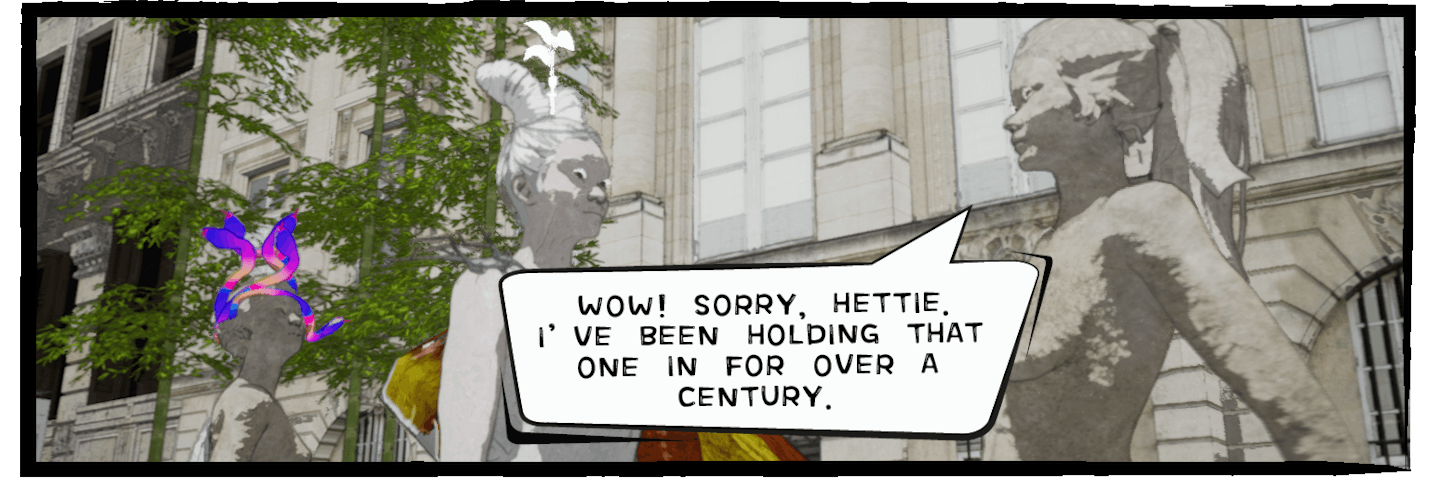 WOW! SORRY, HETTIE.
I'VE BEEN HOLDING THAT
ONE IN FOR OVER A
CENTURY.